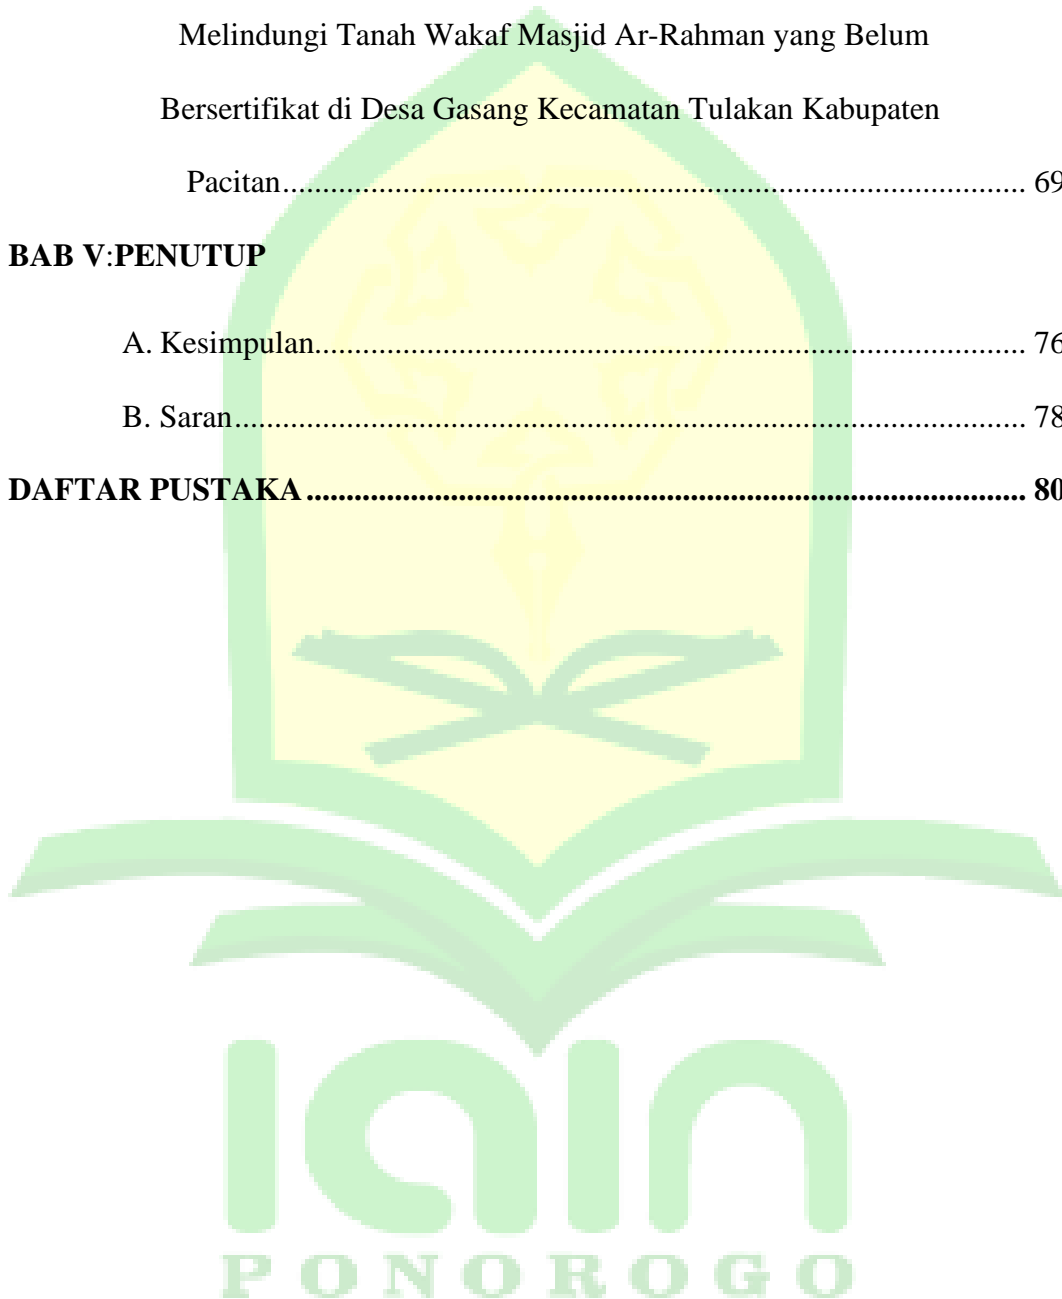 Melindungi Tanah Wakaf Masjid Ar-Rahman yang Belum
Bersertifikat di Desa Gasang Kecamatan Tulakan Kabupaten
Pacitan............................................................................................. 69
BAB V:PENUTUP
A. Kesimpulan......................................................................................... 76
B. Saran................................................................................................... 78
DAFTAR PUSTAKA........................................................................................... 80
iain
PONOROGO